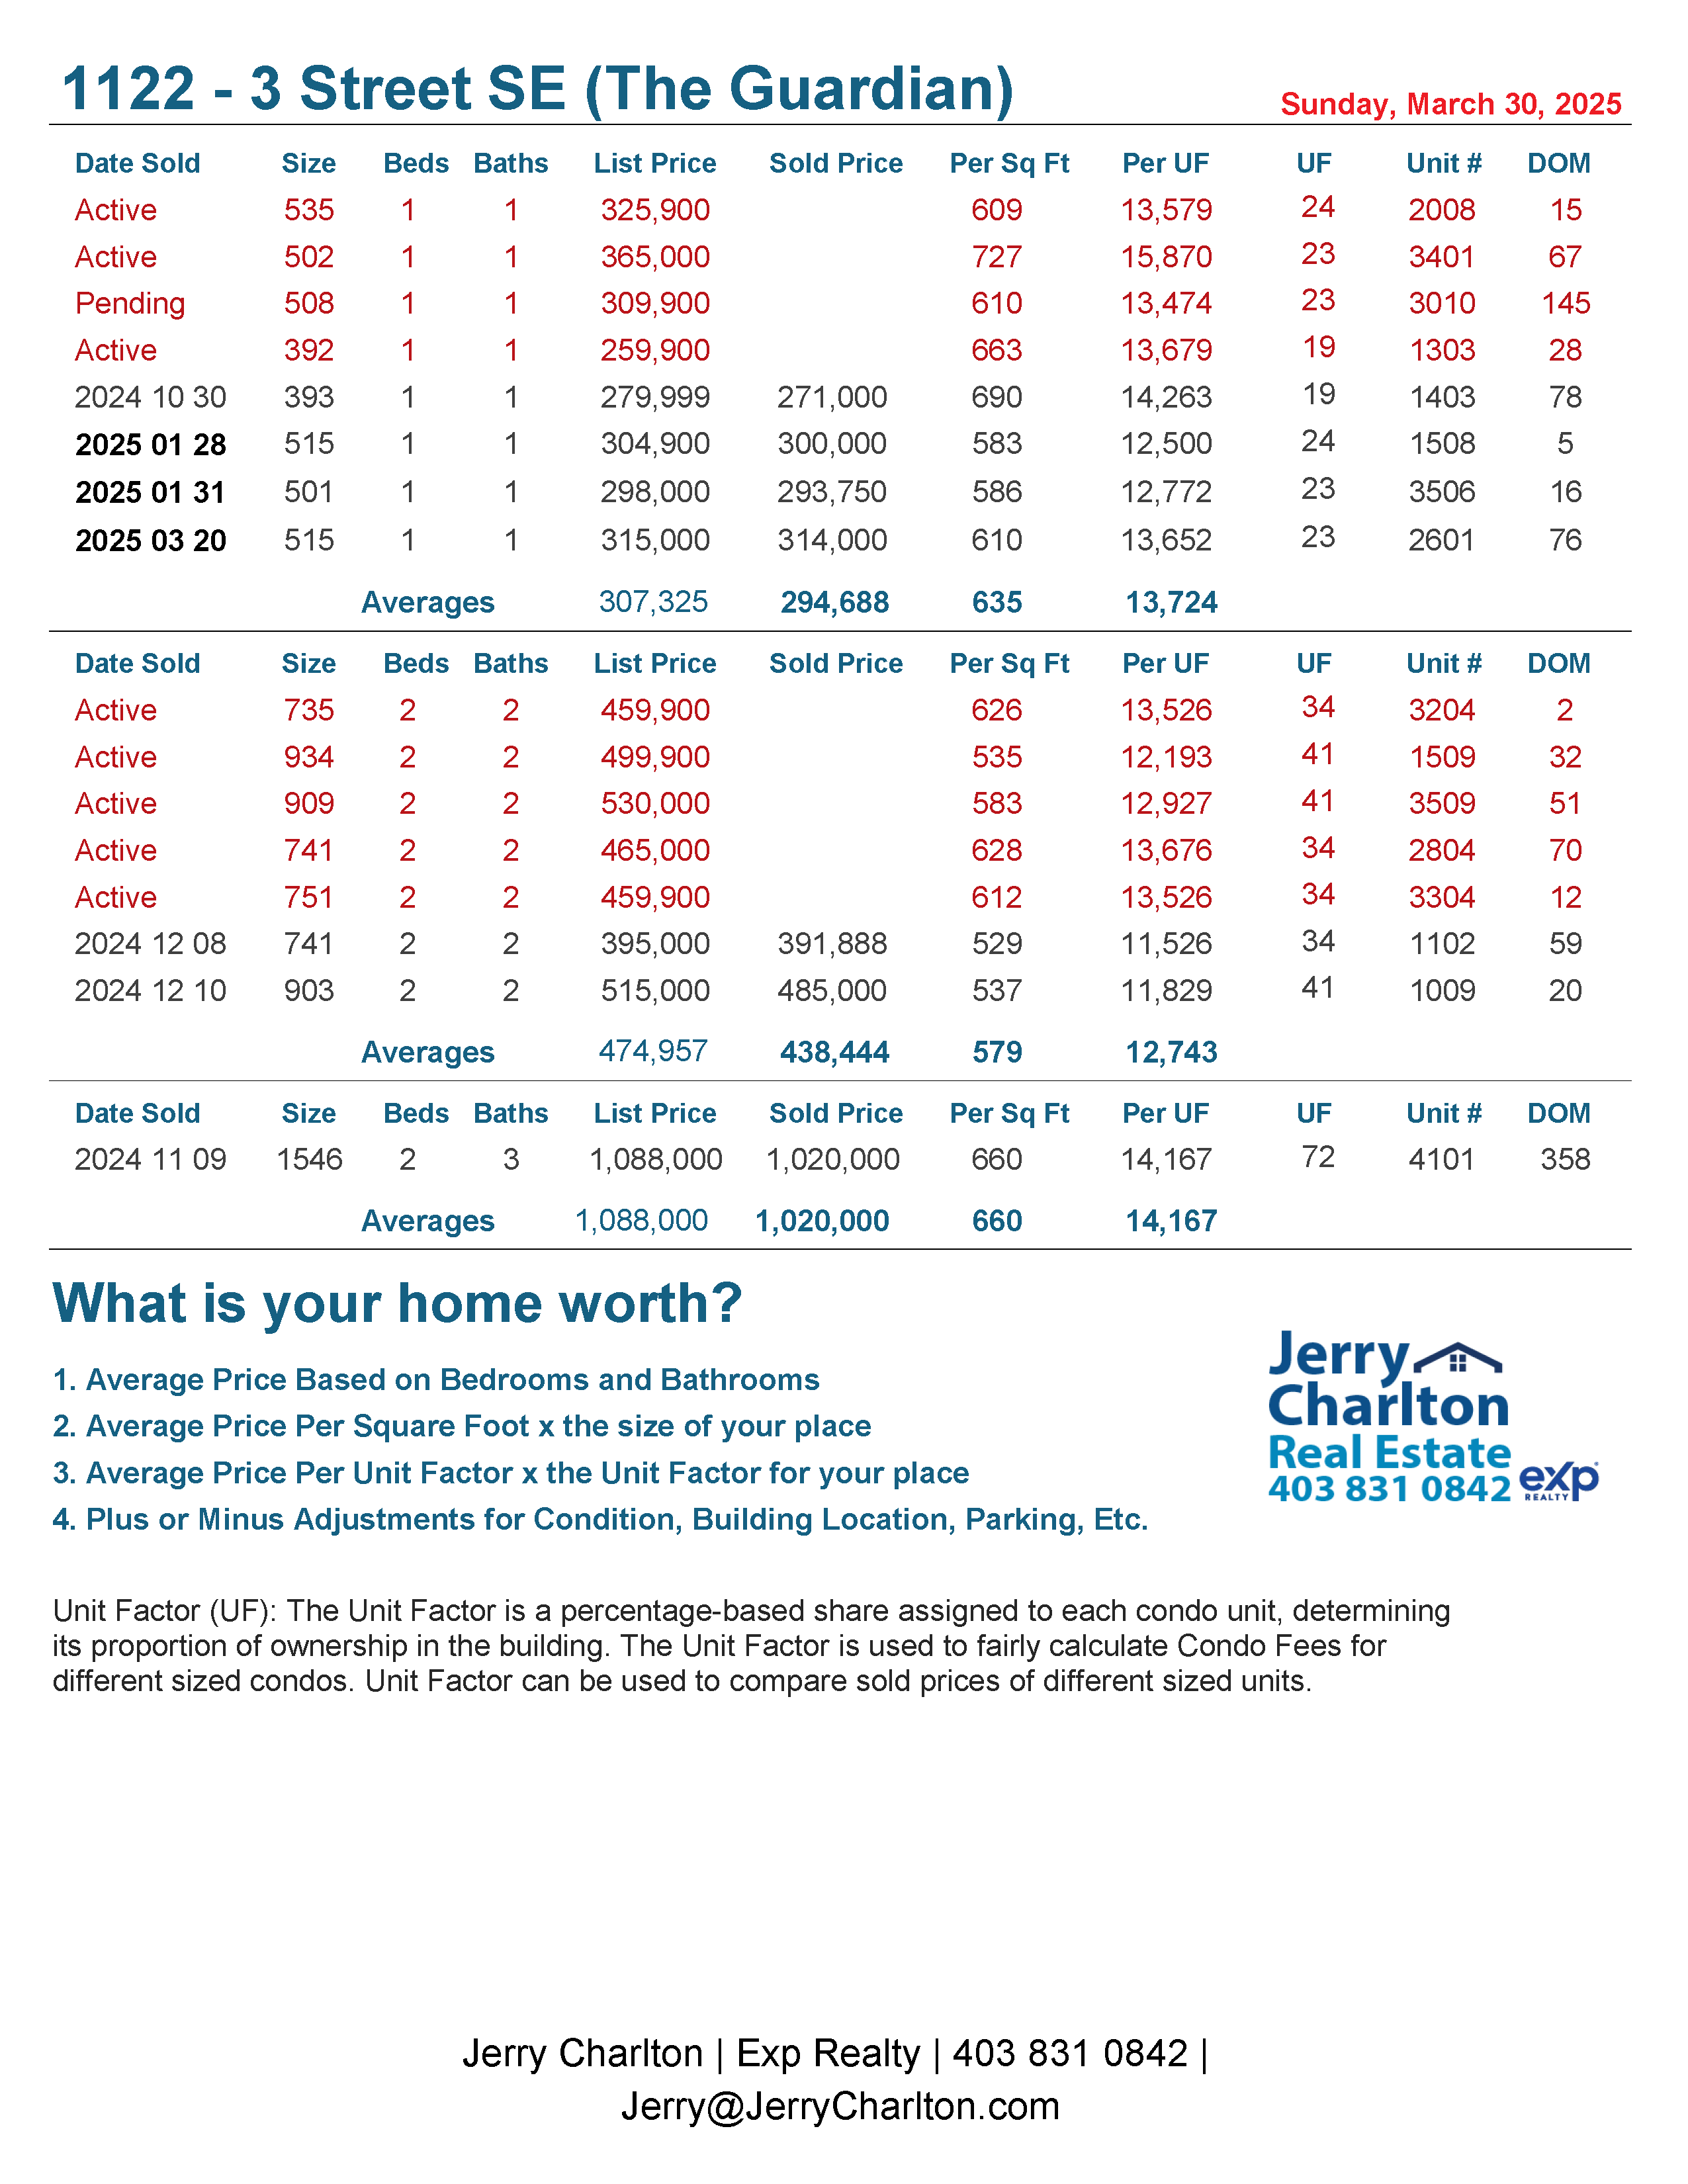 1122 - 3 Street SE (The Guardian) Sunday, March 30, 2025
Date Sold Size Beds Baths List Price Sold Price Per Sq Ft Per UF UF Unit # DOM
Active 535 1 1 325,900 609 13,579 24 2008 15
Active 502 1 1 365,000 727 15,870 23 3401 67
Pending 508 1 1 309,900 610 13,474 23 3010 145
Active 392 1 1 259,900 663 13,679 19 1303 28
2024 10 30 393 1 1 279,999 271,000 690 14,263 19 1403 78
2025 01 28 515 1 1 304,900 300,000 583 12,500 24 1508 5
2025 01 31 501 1 1 298,000 293,750 586 12,772 23 3506 16
2025 03 20 515 1 1 315,000 314,000 610 13,652 23 2601 76
Averages 307,325 294,688 635 13,724
Date Sold Size Beds Baths List Price Sold Price Per Sq Ft Per UF UF Unit # DOM
Active 735 2 2 459,900 626 13,526 34 3204 2
Active 934 2 2 499,900 535 12,193 41 1509 32
Active 909 2 2 530,000 583 12,927 41 3509 51
Active 741 2 2 465,000 628 13,676 34 2804 70
Active 751 2 2 459,900 612 13,526 34 3304 12
2024 12 08 741 2 2 395,000 391,888 529 11,526 34 1102 59
2024 12 10 903 2 2 515,000 485,000 537 11,829 41 1009 20
Averages 474,957 438,444 579 12,743
Date Sold Size Beds Baths List Price Sold Price Per Sq Ft Per UF UF Unit # DOM
2024 11 09 1546 2 3 1,088,000 1,020,000 660 14,167 72 4101 358
Averages 1,088,000 1,020,000 660 14,167
What is your home worth?
1. Average Price Based on Bedrooms and Bathrooms
2. Average Price Per Square Foot x the size of your place
3. Average Price Per Unit Factor x the Unit Factor for your place
4. Plus or Minus Adjustments for Condition, Building Location, Parking, Etc.
Jerry
Charlton
Real Estate
403 831 0842 eXp
REALTY
Unit Factor (UF): The Unit Factor is a percentage-based share assigned to each condo unit, determining
its proportion of ownership in the building. The Unit Factor is used to fairly calculate Condo Fees for
different sized condos. Unit Factor can be used to compare sold prices of different sized units.
Jerry Charlton | Exp Realty | 403 831 0842 |
Jerry@JerryCharlton.com